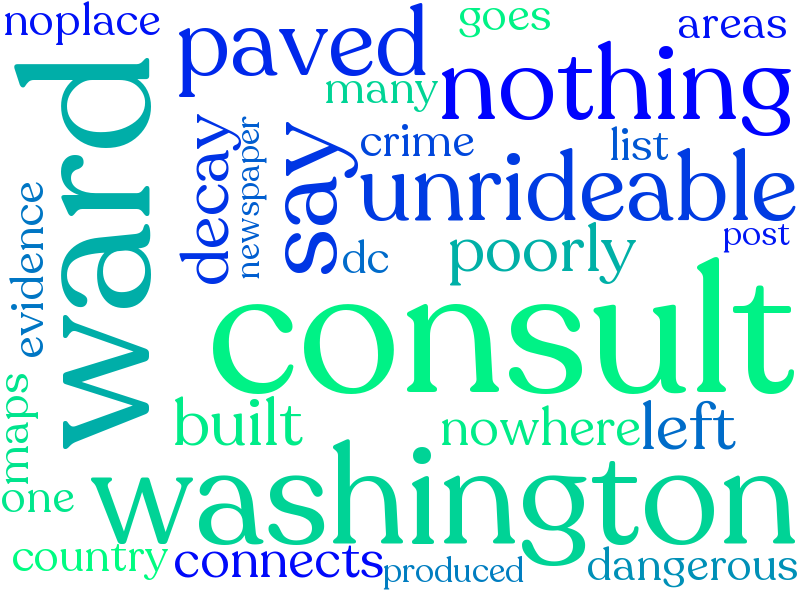 noplace
paved
goes
areas
many
nothing
ward
decay
newspaper
say
crime
list
unrideable
evidence
dc
poorly
post
consult
maps
built
nowhere
left
one
washington
country
connects
produced
dangerous